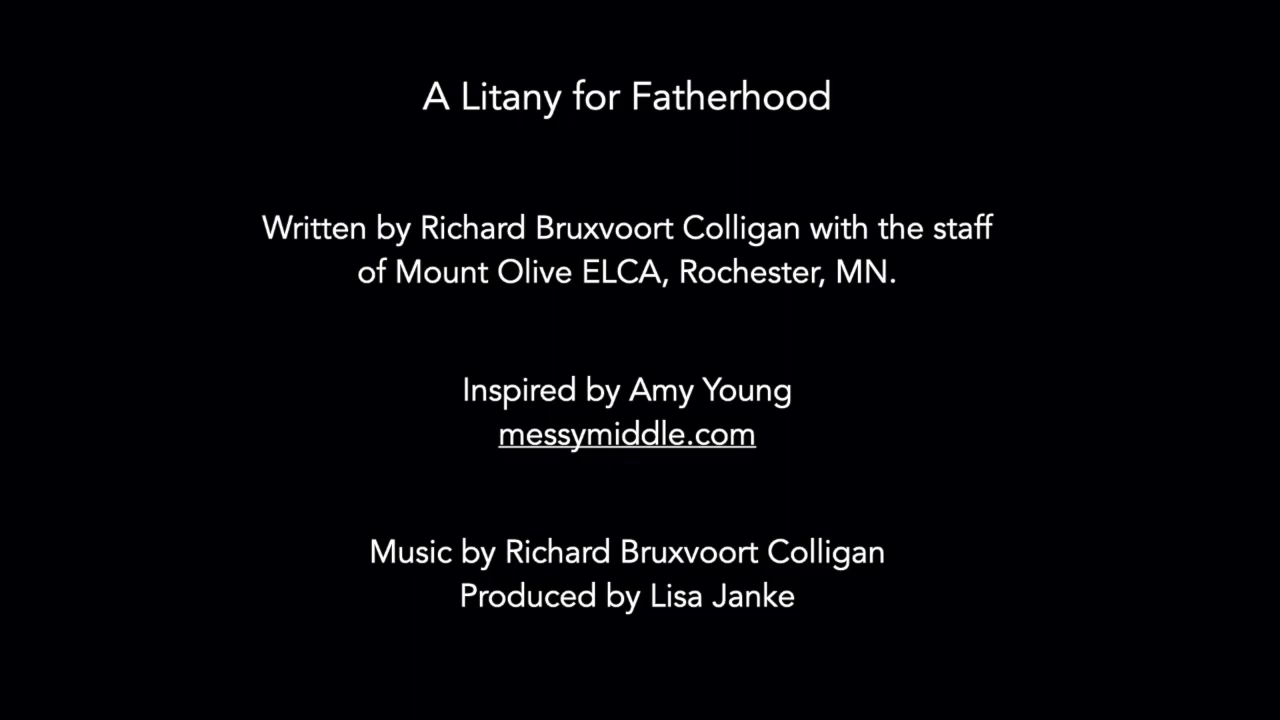 A Litany for Fatherhood
Written by Richard Bruxvoort Colligan with the staff
of Mount Olive ELCA, Rochester, MN.
Inspired by Amy Young
messymiddle.com
Music by Richard Bruxvoort Colligan
Produced by Lisa Janke